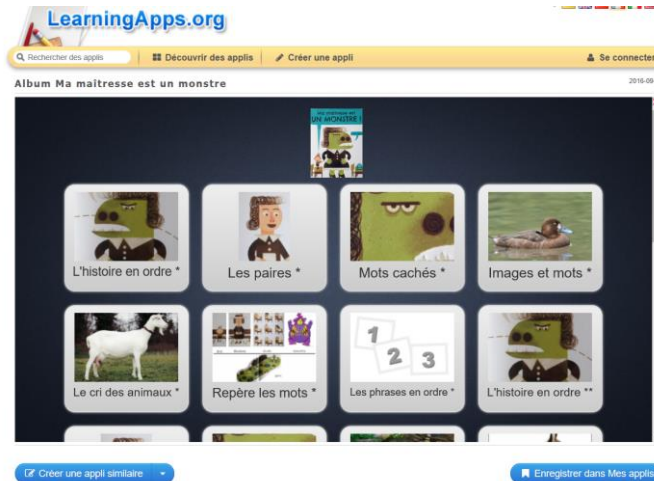 LearningApps.org
Rechercher des applis
Découvrir des applis
Créer une appli
Se connecter
Album Ma maitresse est un monstre
2016-09-
UN MONSTRE !
L'histoire en ordre *
Les paires *
Mots cachés *
Images et mots *
1
2
3
Le cri des animaux *
Repère les mots *
Les phrases en ordre *
L'histoire en ordre **
Créer une appli similaire
Enregistrer dans Mes applis